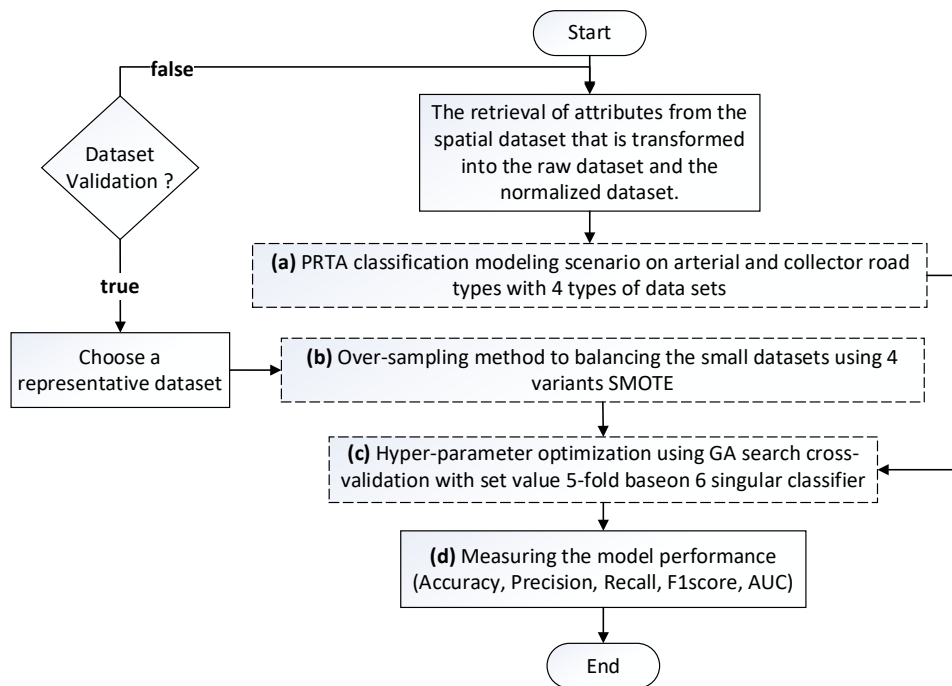 Start
false
The retrieval of attributes from the
spatial dataset that is transformed
into the raw dataset and the
normalized dataset.
Dataset
Validation ?
true
(a) PRTA classification modeling scenario on arterial and collector road
types with 4 types of data sets
Choose a
representative dataset
(b) Over-sampling method to balancing the small datasets using 4
variants SMOTE
(c) Hyper-parameter optimization using GA search cross-
validation with set value 5-fold baseon 6 singular classifier
(d) Measuring the model performance
(Accuracy, Precision, Recall, F1score, AUC)
End